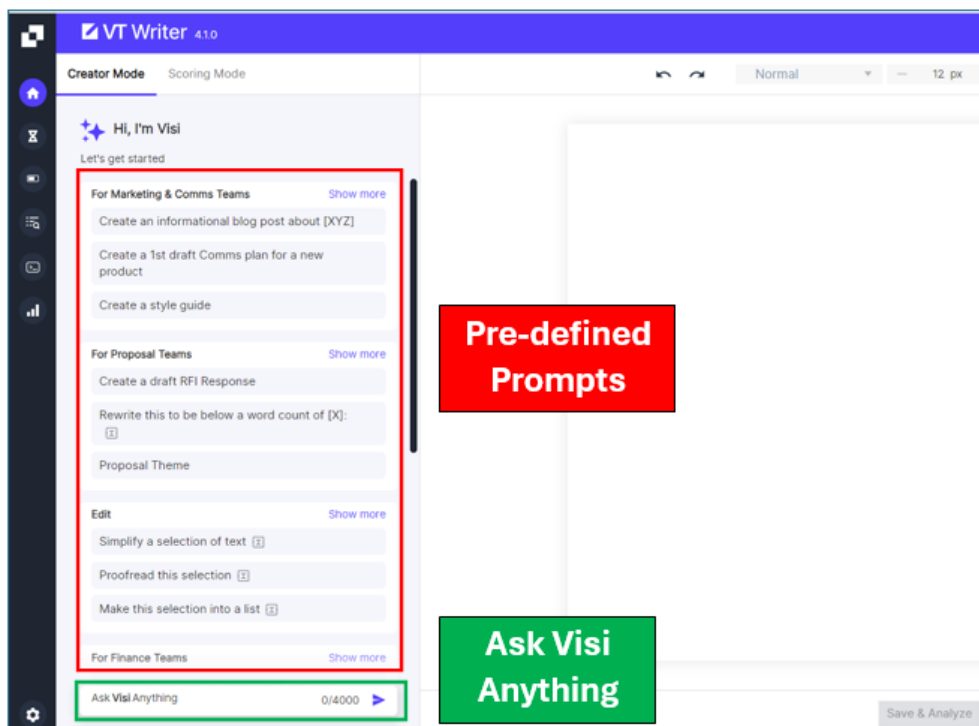 VT Writer 4.1.0
Creator Mode Scoring Mode
Normal — 12 px
Hi, I'm Visi
Let's get started
For Marketing & Comms Teams Show more
Create an informational blog post about [XYZ]
Create a 1st draft Comms plan for a new
product
Create a style guide
For Proposal Teams Show more
Create a draft RFI Response
Rewrite this to be below a word count of [X]:
Proposal Theme
Edit Show more
Simplify a selection of text
Proofread this selection
Make this selection into a list
For Finance Teams Show more
Ask Visi Anything 0/4000
Pre-defined
Prompts
Ask Visi
Anything
Save & Analyze